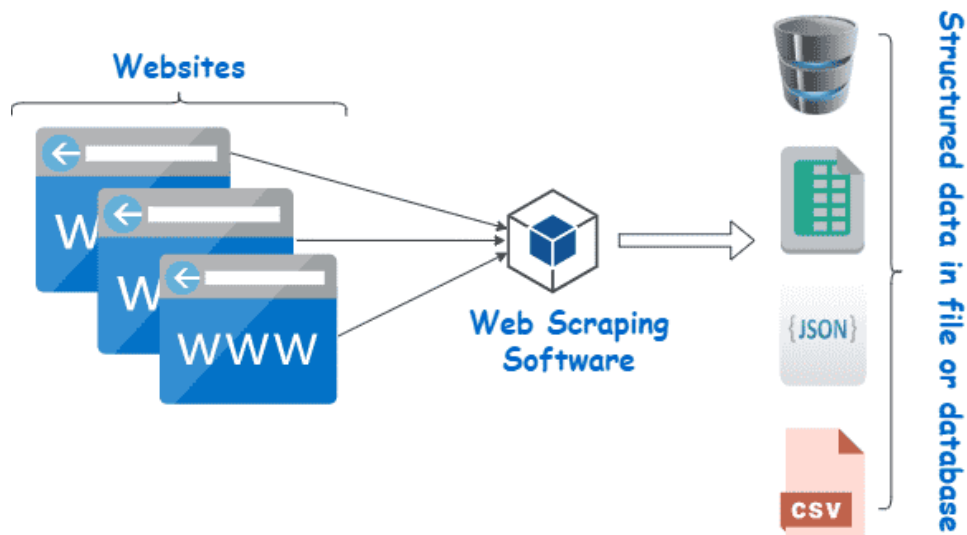 Websites
W
W
WWW
Web Scraping
Software
{JSON}
CSV
Structured data in file or database